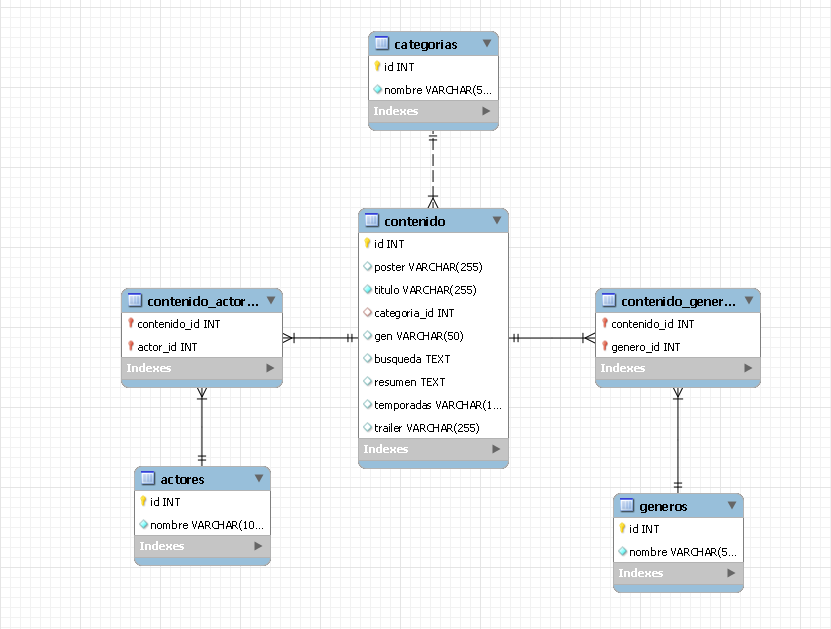 categorias
id INT
nombre VARCHAR(5...
Indexes
contenido
id INT
poster VARCHAR(255)
titulo VARCHAR(255)
categoria_id INT
gen VARCHAR(50)
busqueda TEXT
resumen TEXT
temporadas VARCHAR(1...
trailer VARCHAR(255)
Indexes
contenido_actor...
contenido_id INT
actor_id INT
Indexes
contenido_gener...
contenido_id INT
genero_id INT
Indexes
actores
id INT
nombre VARCHAR(10...
Indexes
generos
id INT
nombre VARCHAR(5...
Indexes